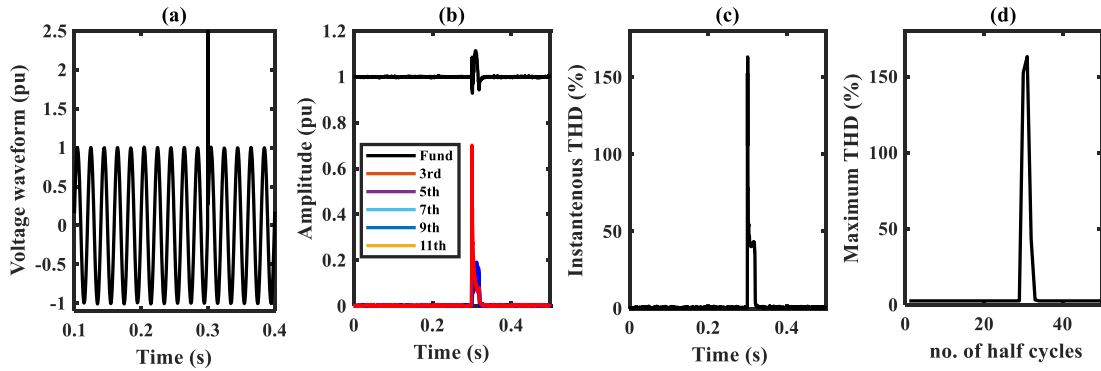 (a)
2.5
2
1.5
1
0.5
0
-0.5
-1
0.1 0.2 0.3 0.4
Voltage waveform (pu)
Time (s)
(b)
1.2
1
0.8
0.6
0.4
0.2
0
0 0.2 0.4
Amplitude (pu)
Time (s)
Fund
3rd
5th
7th
9th
11th
(c)
150
100
50
0
0 0.2 0.4
Instantenous THD (%)
Time (s)
(d)
150
100
50
0
0 20 40
Maximum THD (%)
no. of half cycles